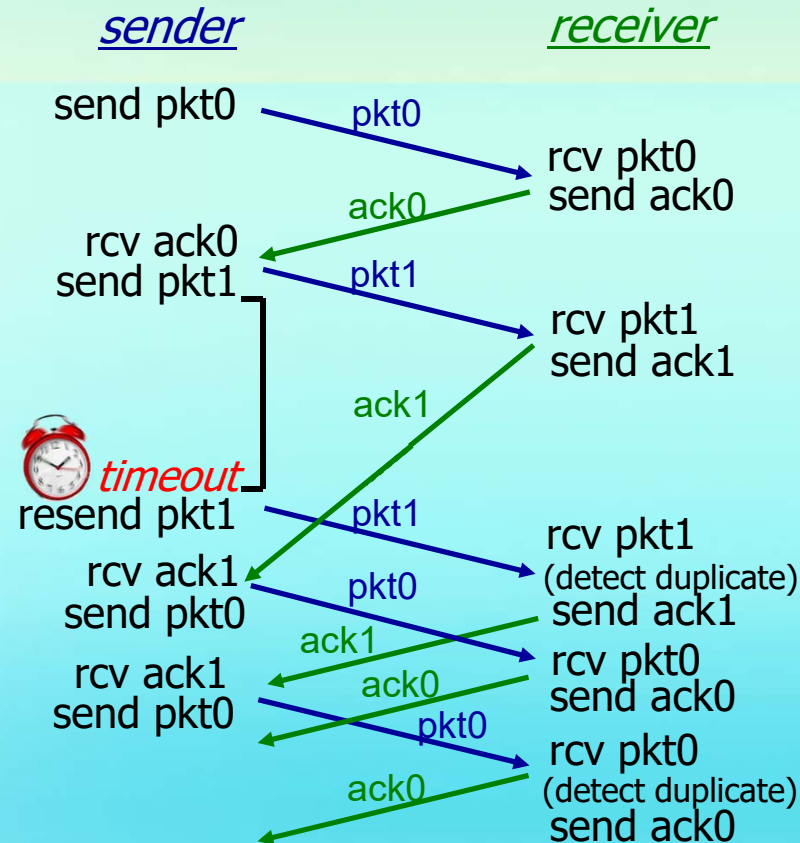 sender
receiver
send pkt0
pkt0
rcv pkt0
send ack0
ack0
rcv ack0
send pkt1
pkt1
rcv pkt1
send ack1
ack1
timeout
resend pkt1
pkt1
rcv pkt1
(detect duplicate)
send ack1
rcv ack1
send pkt0
pkt0
ack1
rcv pkt0
send ack0
rcv ack1
send pkt0
ack0
pkt0
rcv pkt0
(detect duplicate)
send ack0
ack0